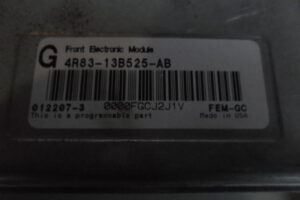 G Front Electronic Module
4R83-13B525-AB
012207-3 0000FGCJ2J1V FEM-GC
This is a programmable part Made in USA